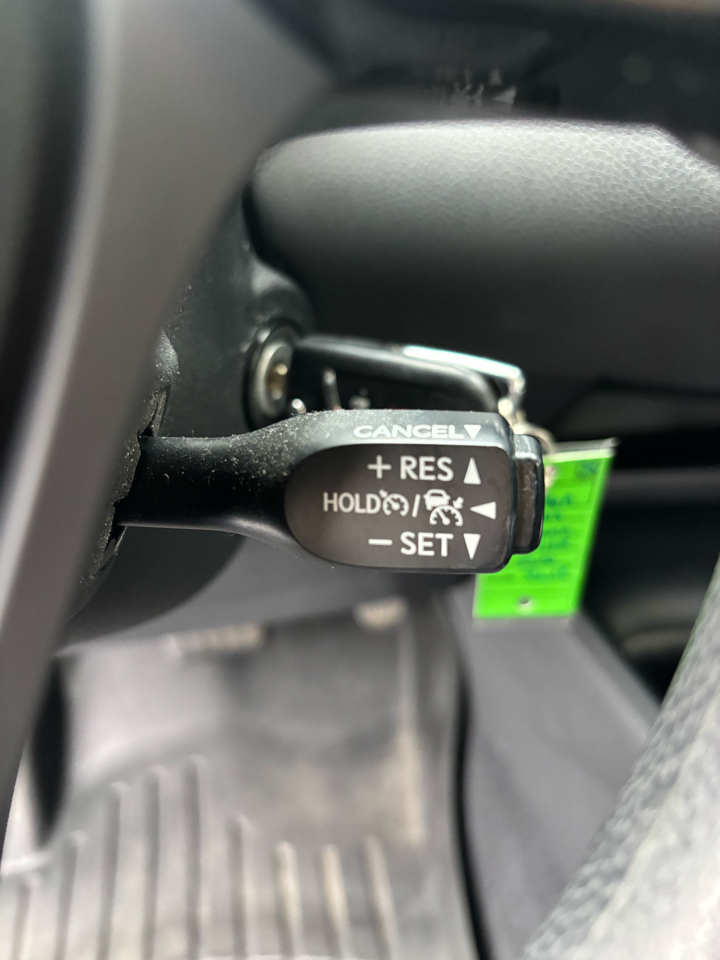 CANCEL▼
+ RES ▲
HOLD / ◀
− SET ▼